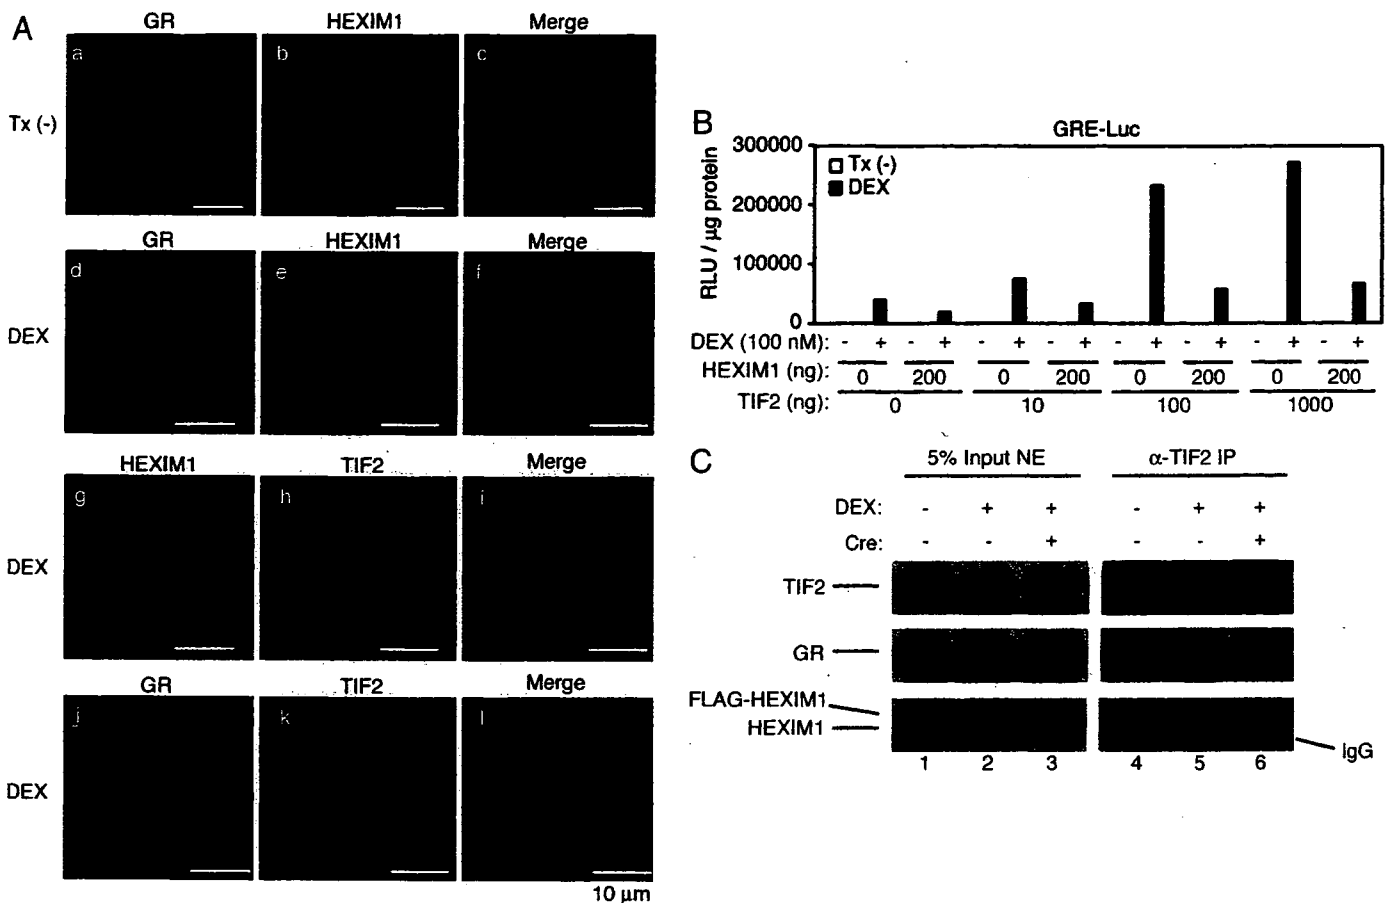 A
GR HEXIM1 Merge
a b c
Tx (-)
GR HEXIM1 Merge
d e f
DEX
HEXIM1 TIF2 Merge
g h i
DEX
GR TIF2 Merge
j k l
DEX
10 μm
B
GRE-Luc
RLU / μg protein
300000
200000
100000
0
Tx (-)
DEX
DEX (100 nM): - + - + - + - + - + - + - + - +
HEXIM1 (ng): 0 200 0 200 0 200 0 200
TIF2 (ng): 0 10 100 1000
C
5% Input NE α-TIF2 IP
DEX: - + + - + +
Cre: - - + - - +
TIF2
GR
FLAG-HEXIM1
HEXIM1
IgG
1 2 3 4 5 6